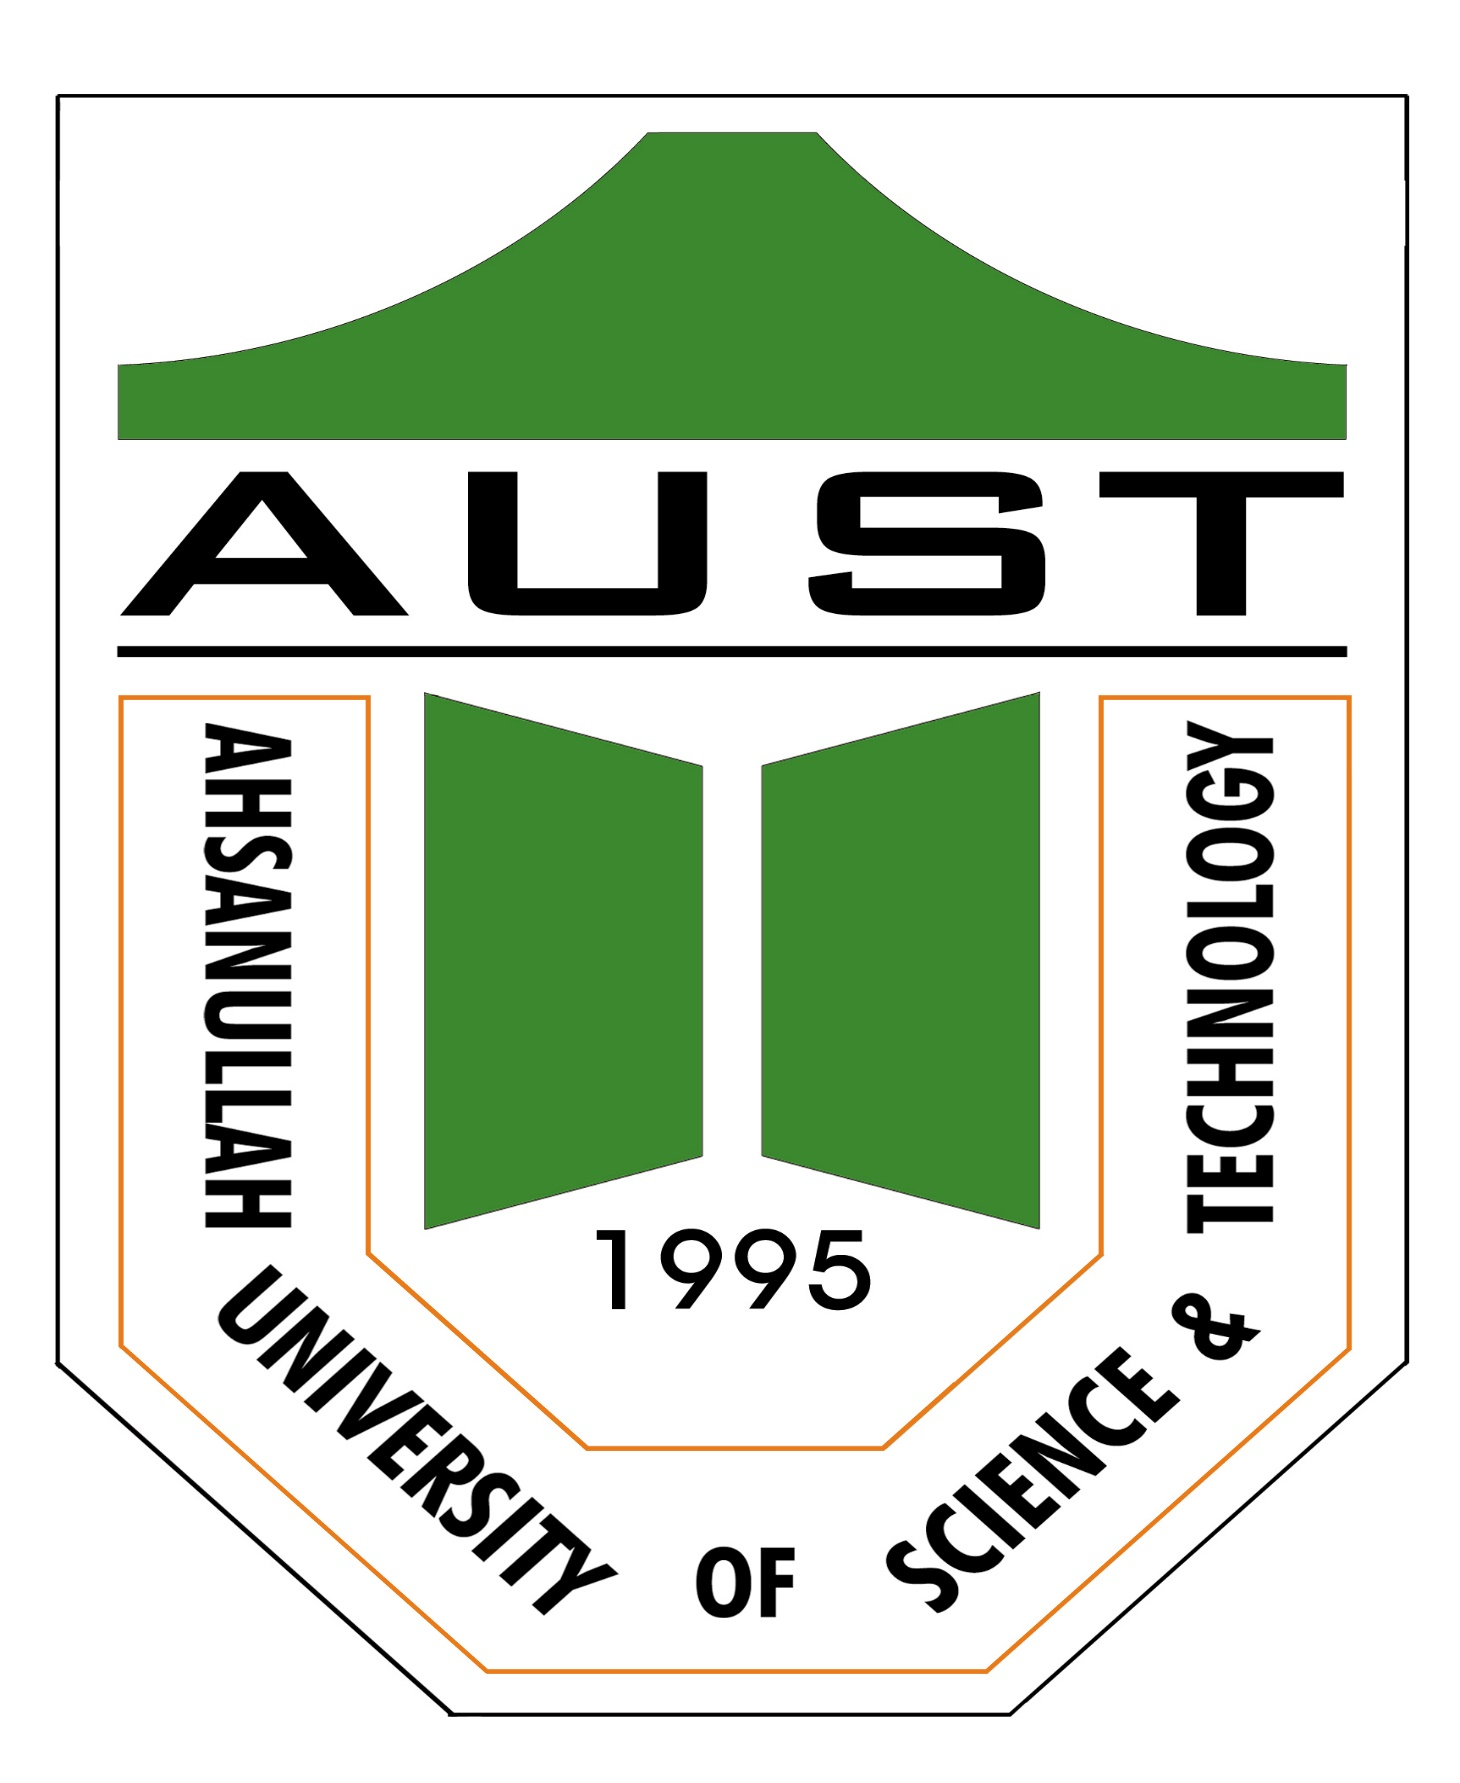 AUST
AHSANULLAH UNIVERSITY OF SCIENCE & TECHNOLOGY
1995